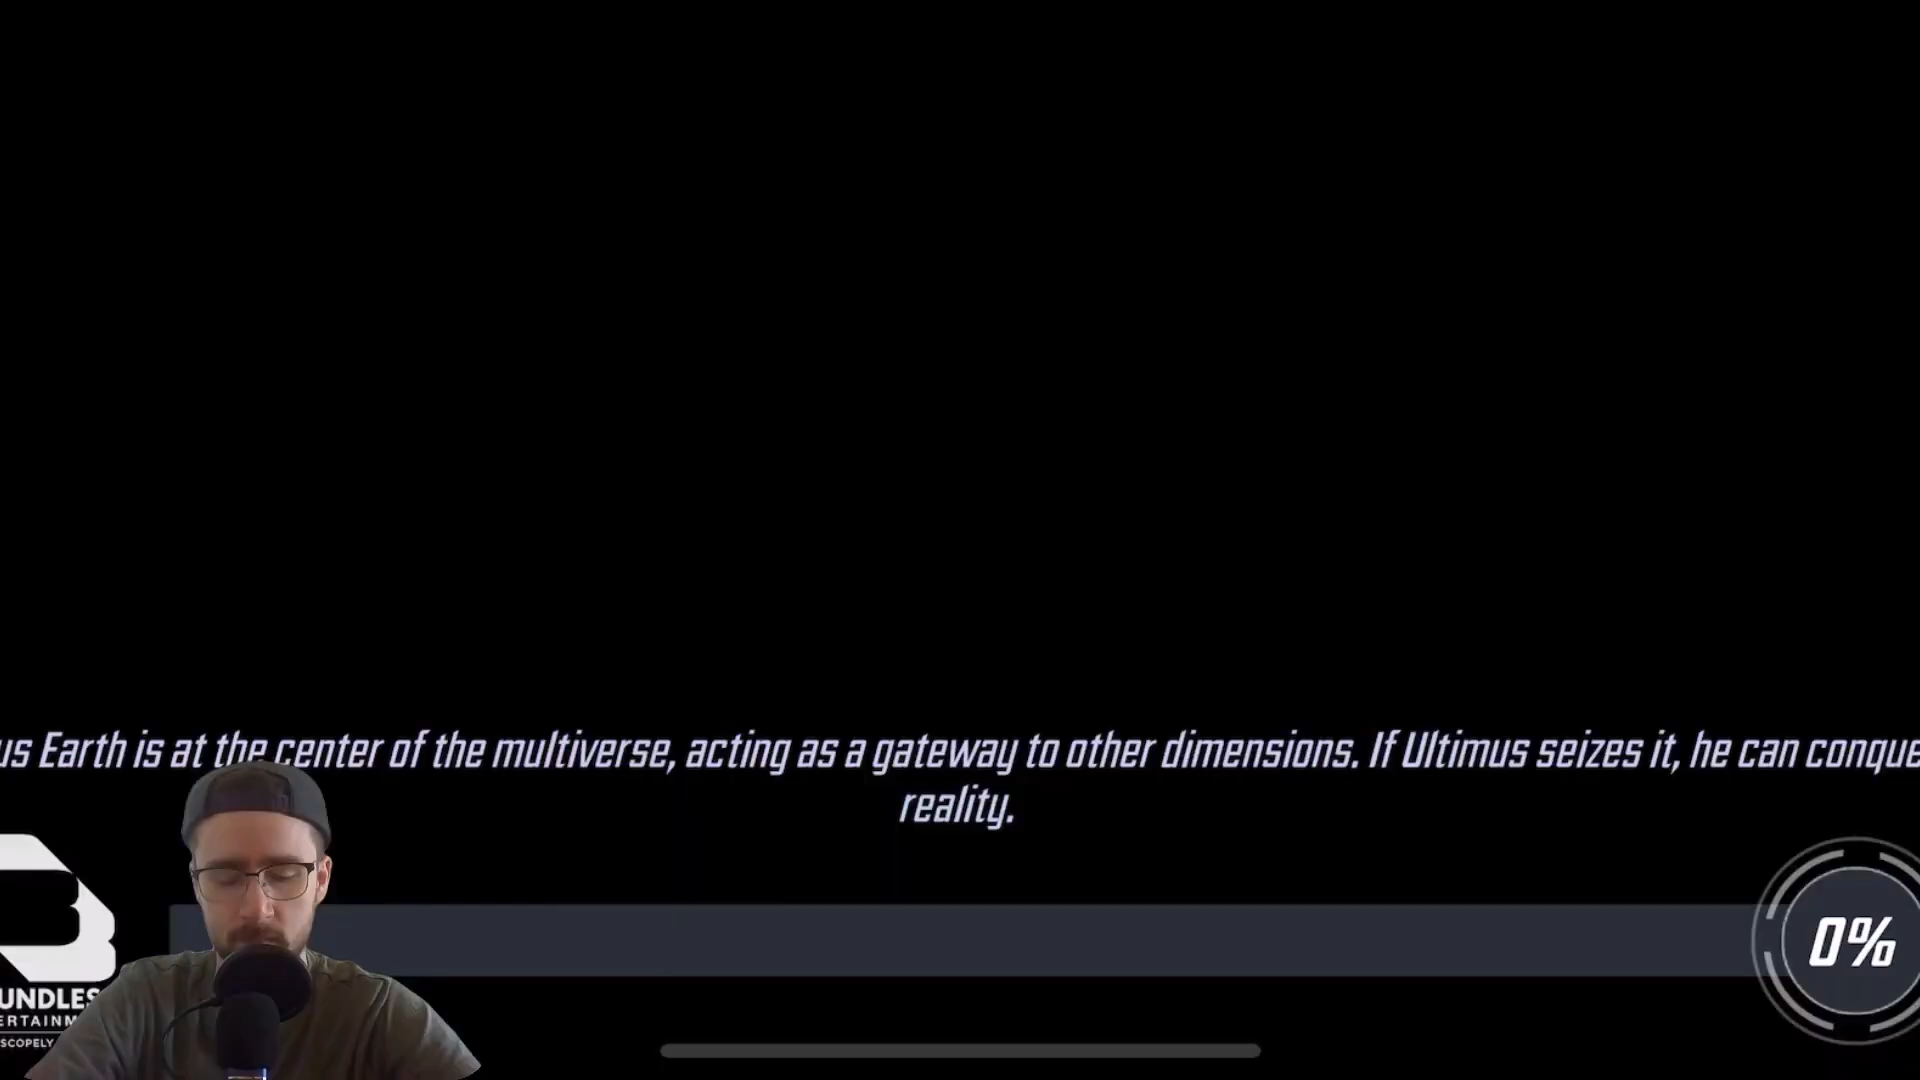 us Earth is at the center of the multiverse, acting as a gateway to other dimensions. If Ultimus seizes it, he can conque
reality.
0%
UNDLES
ERTAINM
SCOPELY